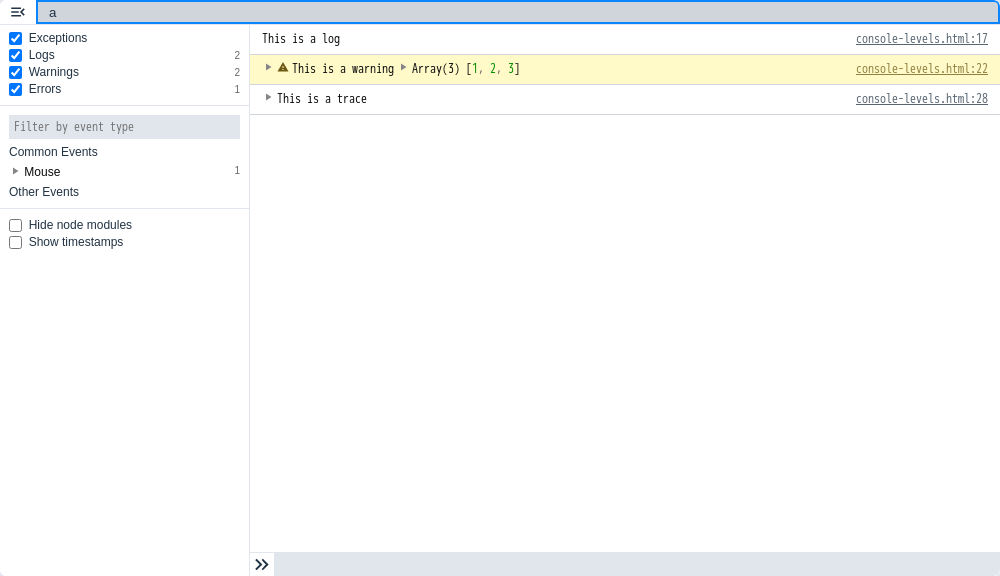 a
Exceptions
Logs 2
Warnings 2
Errors 1
Filter by event type
Common Events
Mouse 1
Other Events
Hide node modules
Show timestamps
This is a log console-levels.html:17
This is a warning Array(3) [1, 2, 3] console-levels.html:22
This is a trace console-levels.html:28